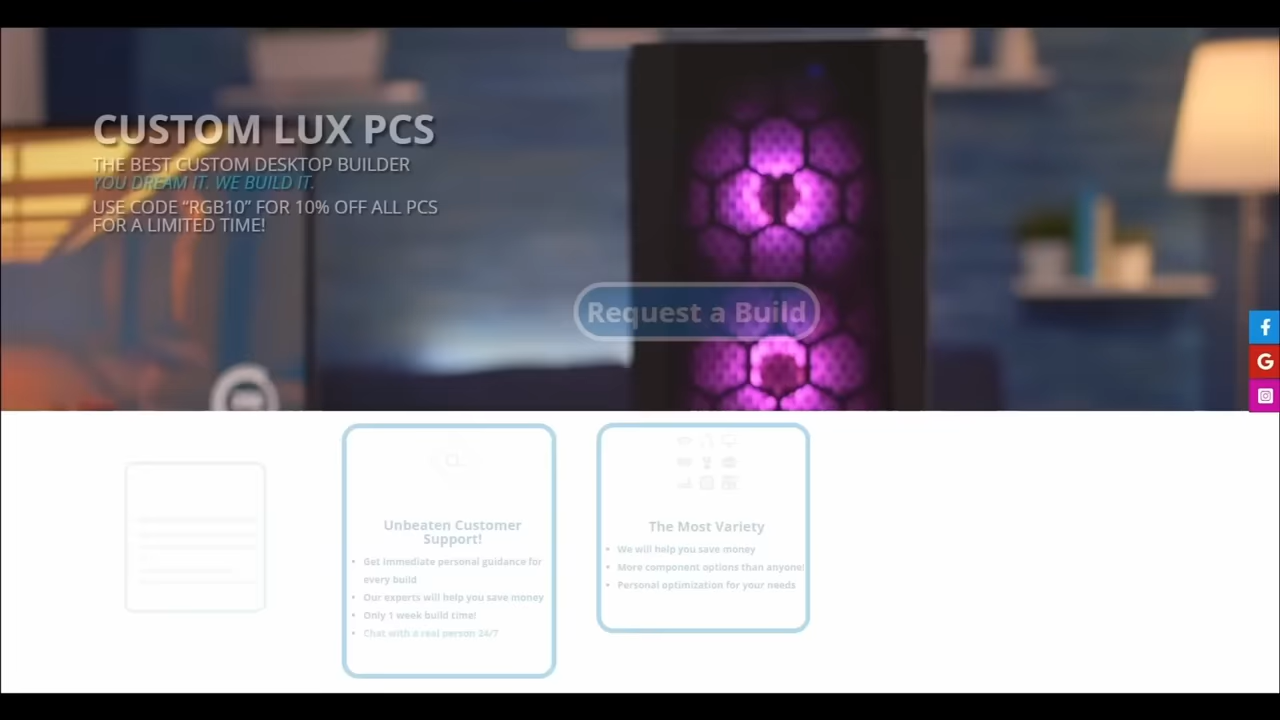 CUSTOM LUX PCS
THE BEST CUSTOM DESKTOP BUILDER
YOU DREAM IT. WE BUILD IT.
USE CODE “RGB10” FOR 10% OFF ALL PCS
FOR A LIMITED TIME!
Request a Build
Unbeaten Customer
Support!
• Get immediate personal guidance for
every build
• Our experts will help you save money
• Only 1 week build time!
• Chat with a real person 24/7
The Most Variety
• We will help you save money
• More component options than anyone!
• Personal optimization for your needs